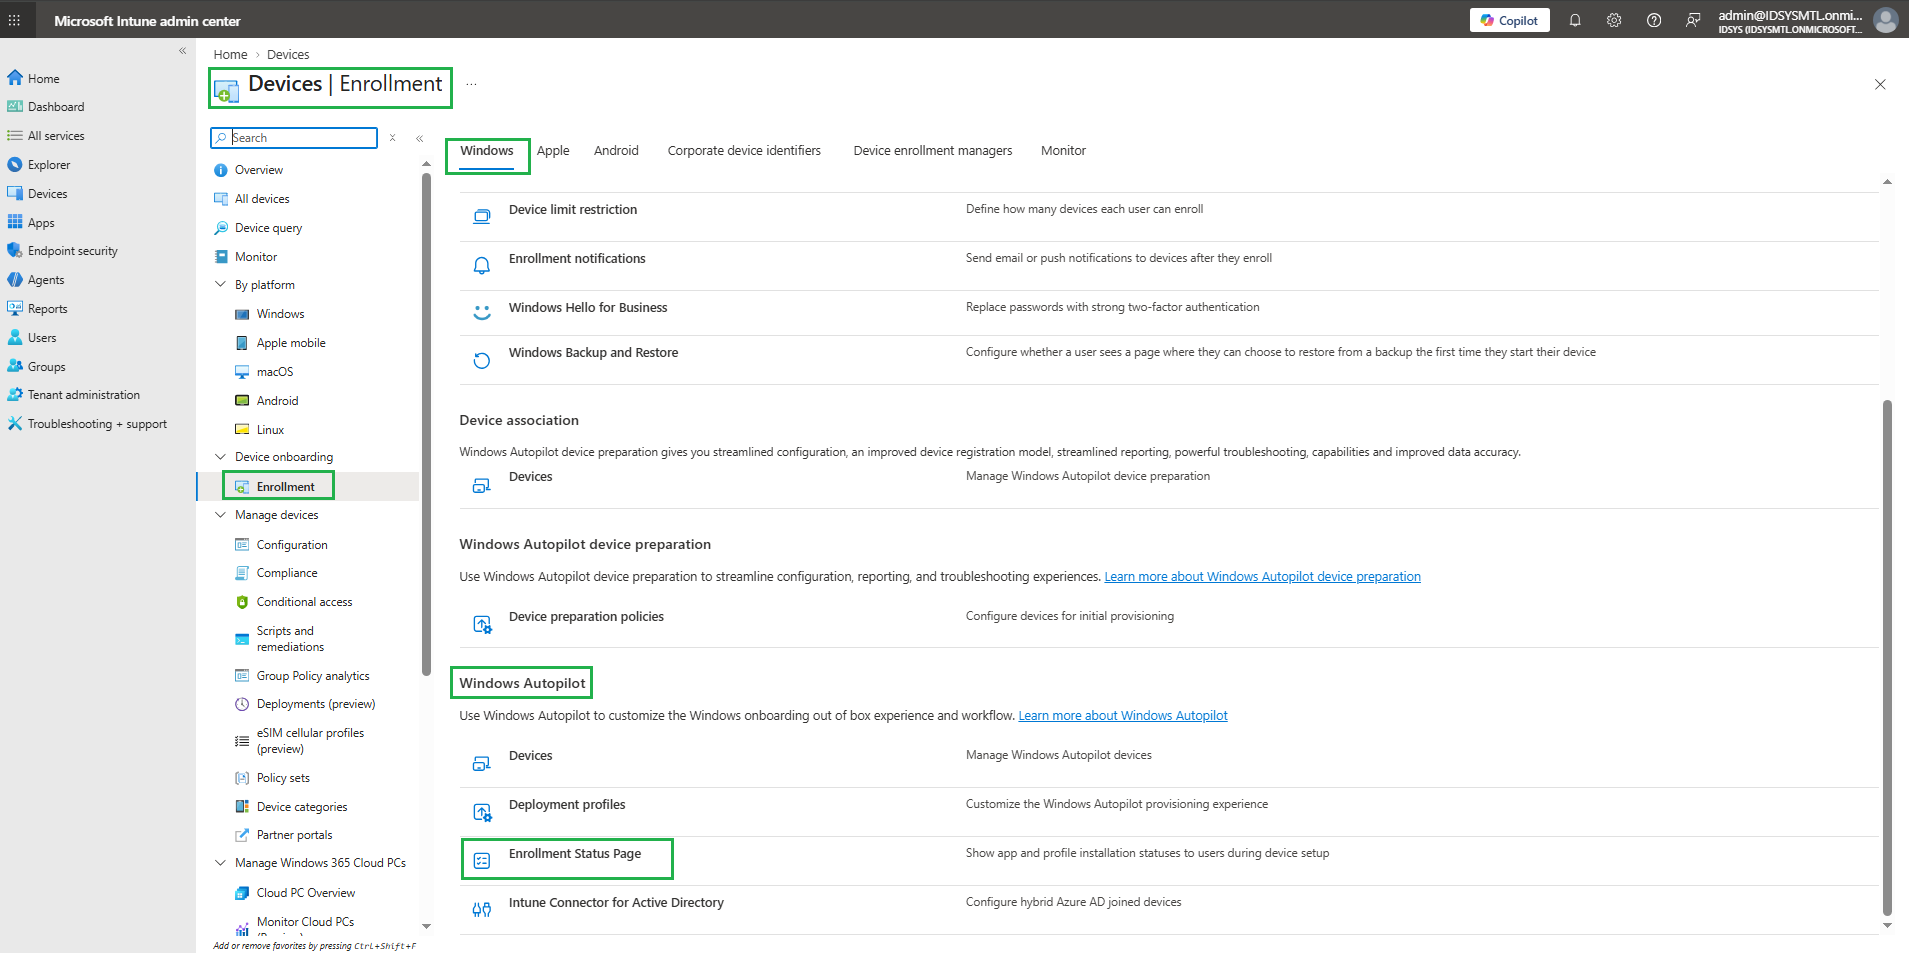 Microsoft Intune admin center
Copilot
admin@IDSYSMTL.onmi...
IDSYS (IDSYSMTL.ONMICROSOFT....
Home
Dashboard
All services
Explorer
Devices
Apps
Endpoint security
Agents
Reports
Users
Groups
Tenant administration
Troubleshooting + support
Home > Devices
Devices | Enrollment ...
Search
Overview
All devices
Device query
Monitor
By platform
Windows
Apple mobile
macOS
Android
Linux
Device onboarding
Enrollment
Manage devices
Configuration
Compliance
Conditional access
Scripts and
remediations
Group Policy analytics
Deployments (preview)
eSIM cellular profiles
(preview)
Policy sets
Device categories
Partner portals
Manage Windows 365 Cloud PCs
Cloud PC Overview
Monitor Cloud PCs
Add or remove favorites by pressing Ctrl+Shift+F
Windows Apple Android Corporate device identifiers Device enrollment managers Monitor
Device limit restriction Define how many devices each user can enroll
Enrollment notifications Send email or push notifications to devices after they enroll
Windows Hello for Business Replace passwords with strong two-factor authentication
Windows Backup and Restore Configure whether a user sees a page where they can choose to restore from a backup the first time they start their device
Device association
Windows Autopilot device preparation gives you streamlined configuration, an improved device registration model, streamlined reporting, powerful troubleshooting, capabilities and improved data accuracy.
Devices Manage Windows Autopilot device preparation
Windows Autopilot device preparation
Use Windows Autopilot device preparation to streamline configuration, reporting, and troubleshooting experiences. Learn more about Windows Autopilot device preparation
Device preparation policies Configure devices for initial provisioning
Windows Autopilot
Use Windows Autopilot to customize the Windows onboarding out of box experience and workflow. Learn more about Windows Autopilot
Devices Manage Windows Autopilot devices
Deployment profiles Customize the Windows Autopilot provisioning experience
Enrollment Status Page Show app and profile installation statuses to users during device setup
Intune Connector for Active Directory Configure hybrid Azure AD joined devices